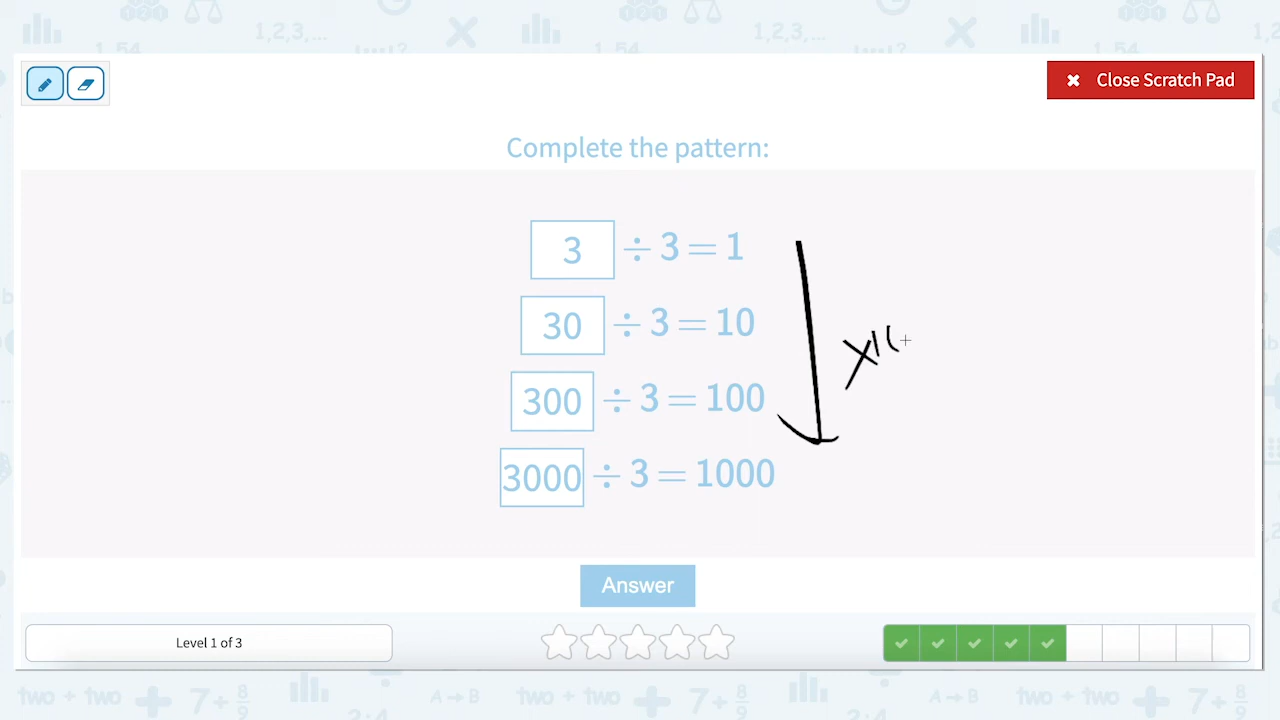 Close Scratch Pad
Complete the pattern:
3 ÷ 3 = 1
30 ÷ 3 = 10
300 ÷ 3 = 100
3000 ÷ 3 = 1000
Answer
Level 1 of 3